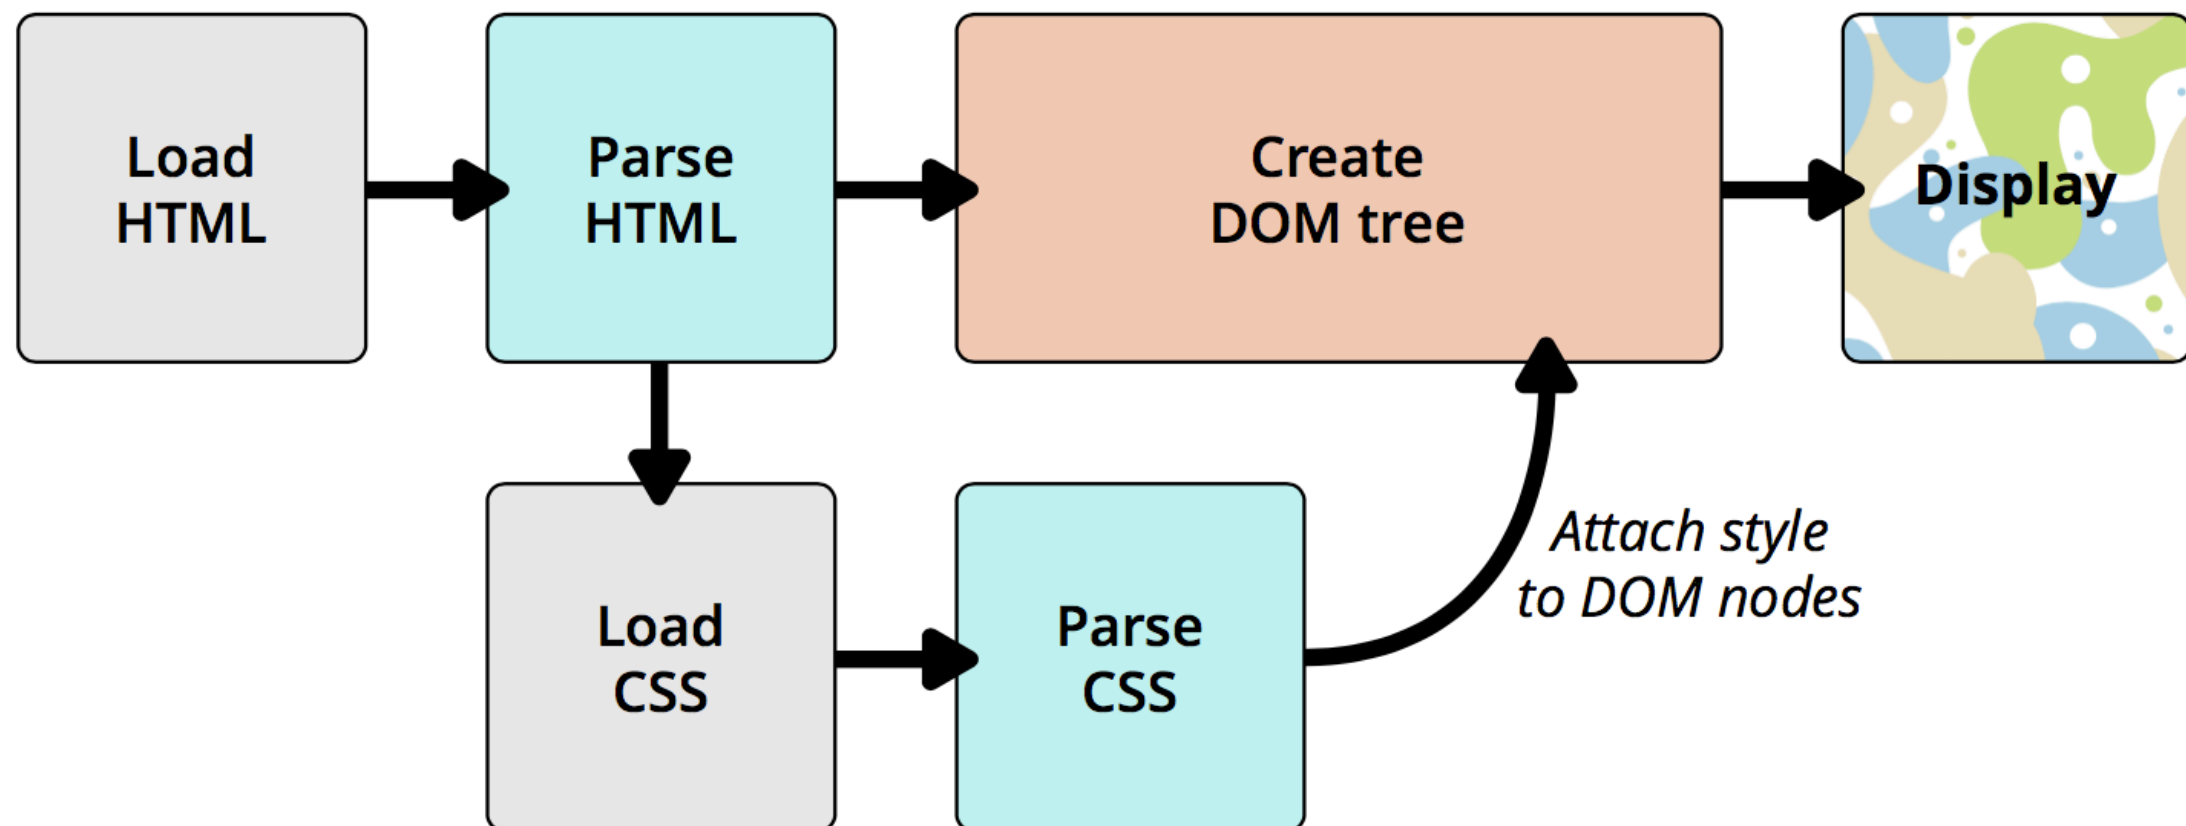 Load
HTML
Parse
HTML
Create
DOM tree
Display
Load
CSS
Parse
CSS
Attach style
to DOM nodes